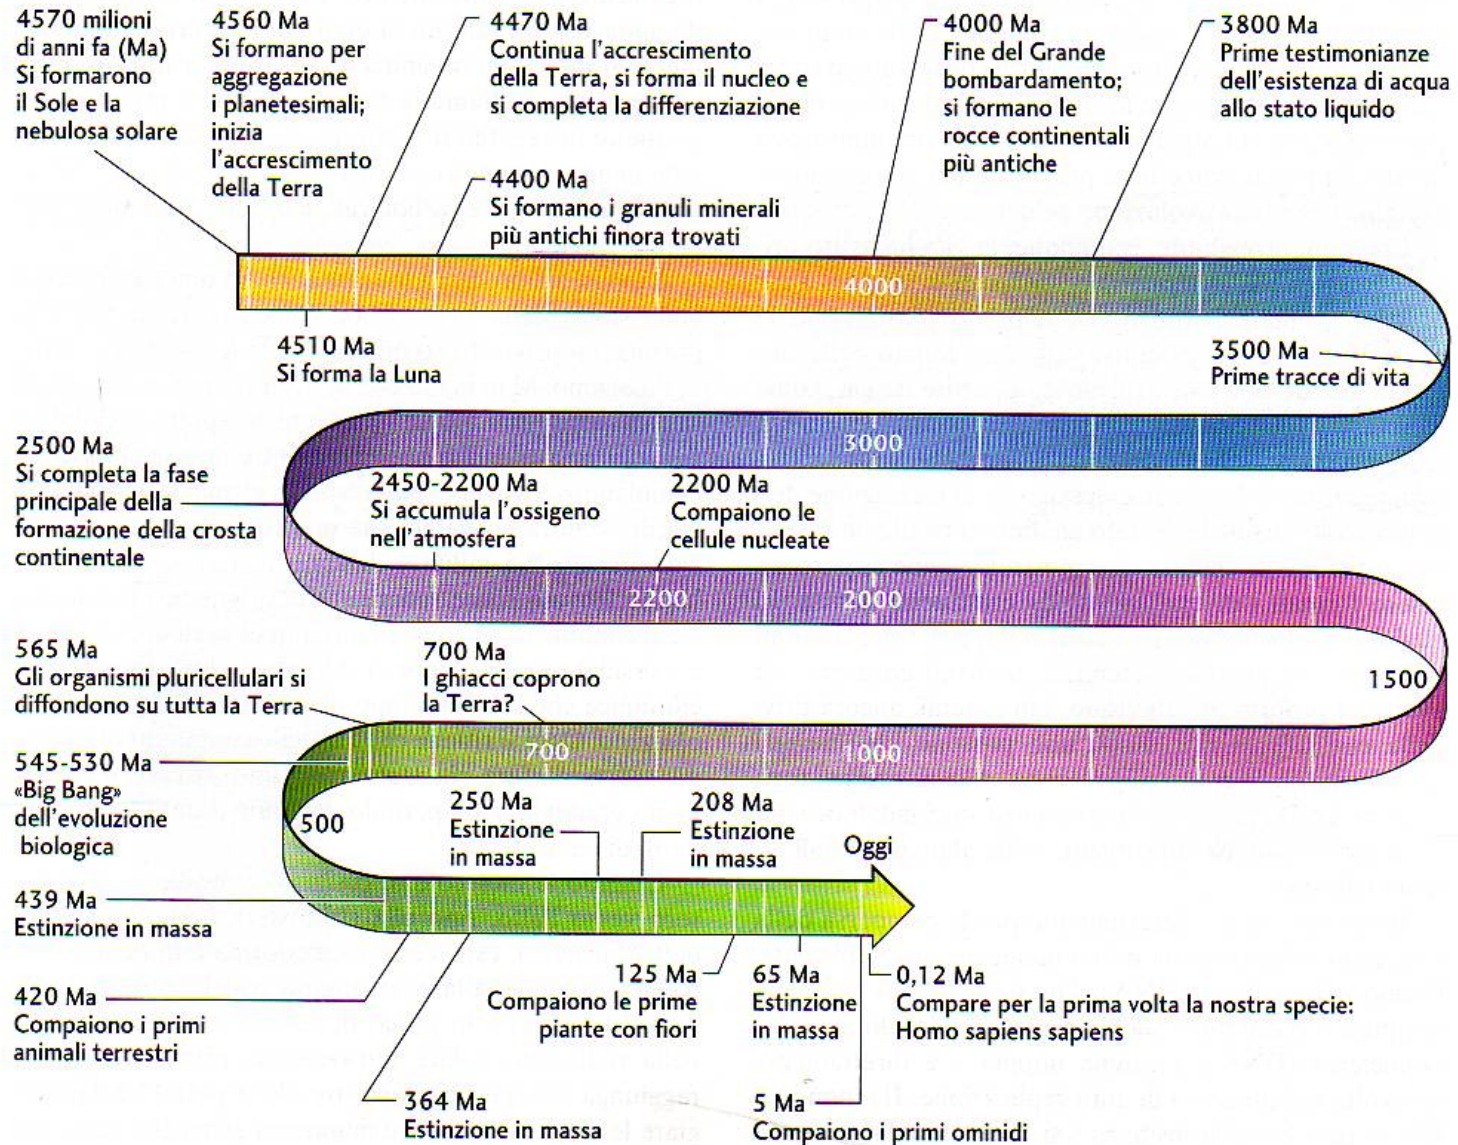 4570 milioni
di anni fa (Ma)
Si formarono
il Sole e la
nebulosa solare
4560 Ma
Si formano per
aggregazione
i planetesimali;
inizia
l'accrescimento
della Terra
4470 Ma
Continua l'accrescimento
della Terra, si forma il nucleo e
si completa la differenziazione
4400 Ma
Si formano i granuli minerali
più antichi finora trovati
4000 Ma
Fine del Grande
bombardamento;
si formano le
rocce continentali
più antiche
3800 Ma
Prime testimonianze
dell'esistenza di acqua
allo stato liquido
4000
4510 Ma
Si forma la Luna
3500 Ma
Prime tracce di vita
3000
2500 Ma
Si completa la fase
principale della
formazione della crosta
continentale
2450-2200 Ma
Si accumula l'ossigeno
nell'atmosfera
2200 Ma
Compaiono le
cellule nucleate
2200
2000
1500
565 Ma
Gli organismi pluricellulari si
diffondono su tutta la Terra
700 Ma
I ghiacci coprono
la Terra?
700
1000
545-530 Ma
«Big Bang»
dell'evoluzione
biologica
500
250 Ma
Estinzione
in massa
208 Ma
Estinzione
in massa
Oggi
439 Ma
Estinzione in massa
420 Ma
Compaiono i primi
animali terrestri
364 Ma
Estinzione in massa
125 Ma
Compaiono le prime
piante con fiori
65 Ma
Estinzione
in massa
0,12 Ma
Compare per la prima volta la nostra specie:
Homo sapiens sapiens
5 Ma
Compaiono i primi ominidi